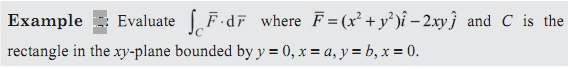 Example : Evaluate ∫_C F̅ · dr̅ where F̅ = (x² + y²)î − 2xy ĵ and C is the
rectangle in the xy-plane bounded by y = 0, x = a, y = b, x = 0.